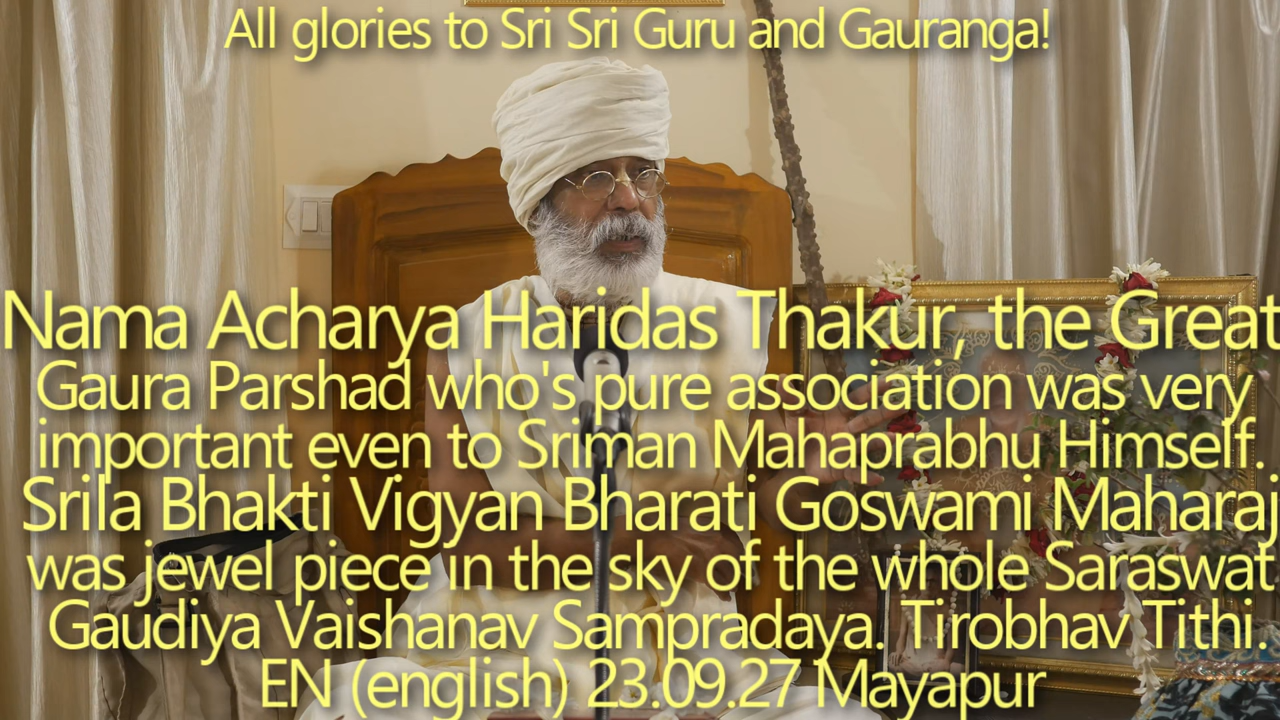 All glories to Sri Sri Guru and Gauranga!
Nama Acharya Haridas Thakur, the Great
Gaura Parshad who's pure association was very
important even to Sriman Mahaprabhu Himself.
Srila Bhakti Vigyan Bharati Goswami Maharaj
was jewel piece in the sky of the whole Saraswat
Gaudiya Vaishanav Sampradaya. Tirobhav Tithi.
EN (english) 23.09.27 Mayapur